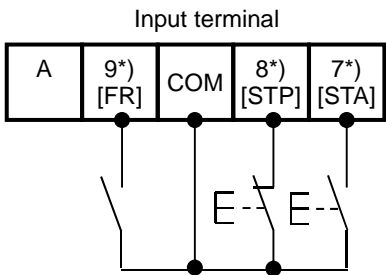 Input terminal
A
9*)
[FR]
COM
8*)
[STP]
7*)
[STA]